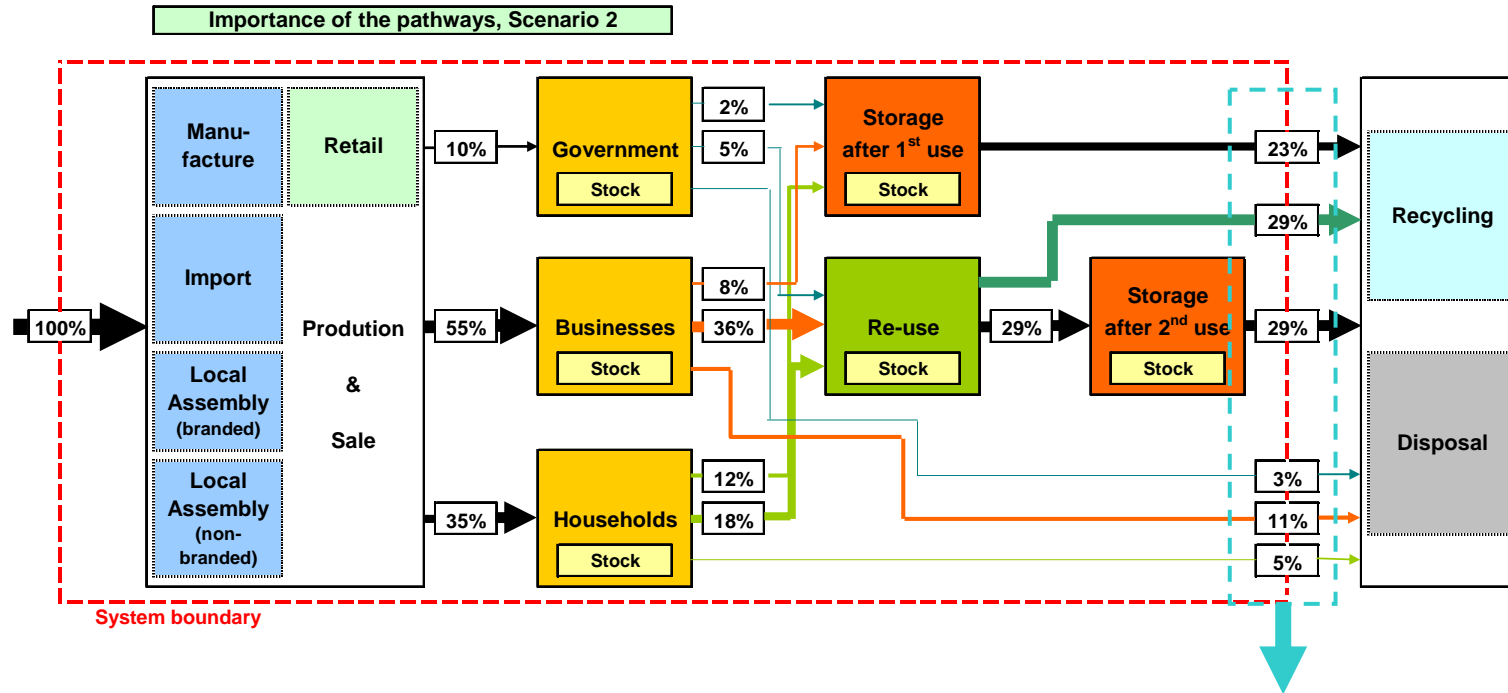 Importance of the pathways, Scenario 2
Manu-
facture
Retail
Import
Local
Assembly
(branded)
Local
Assembly
(non-
branded)
Prodution
&
Sale
100%
10%
55%
35%
Government
Stock
Businesses
Stock
Households
Stock
2%
5%
8%
36%
12%
18%
Storage
after 1st use
Stock
Re-use
Stock
29%
Storage
after 2nd use
Stock
23%
29%
29%
3%
11%
5%
Recycling
Disposal
System boundary